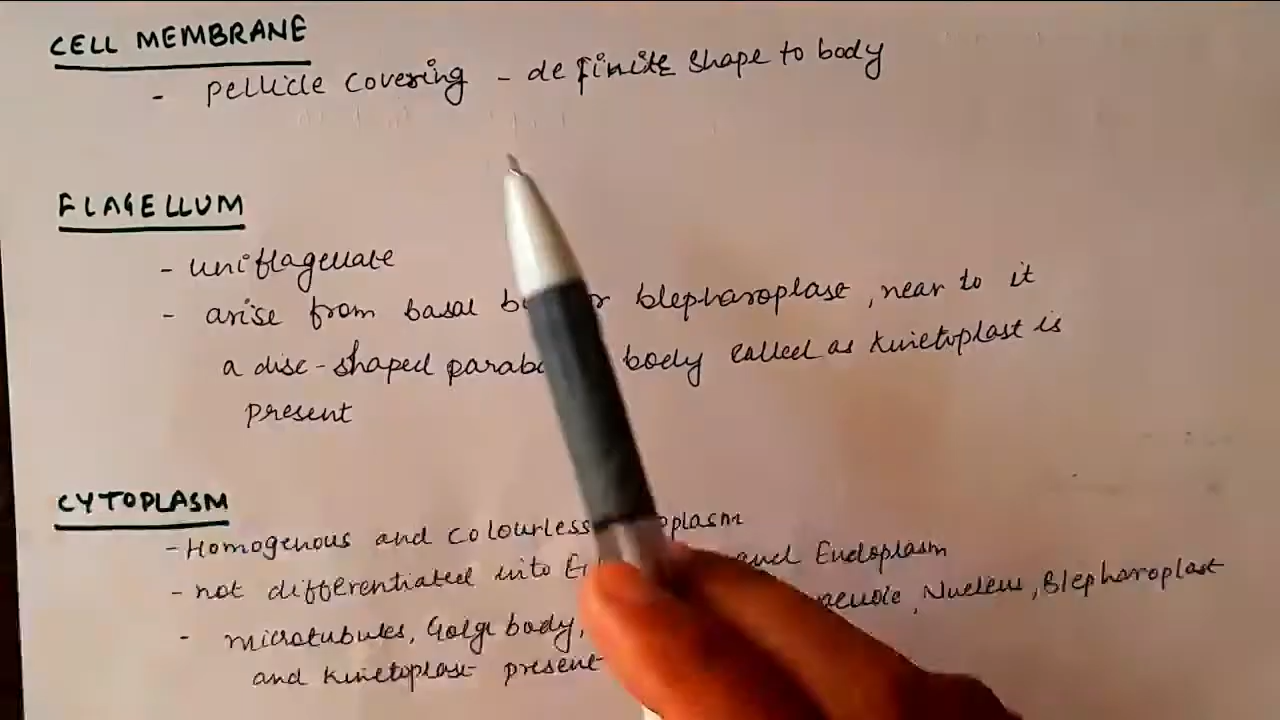 CELL MEMBRANE
- pellicle covering - definite shape to body
FLAGELLUM
- uniflagellate
- arise from basal blepharoplast, near to it
a disc-shaped body called as kinetoplast is
present
CYTOPLASM
- Homogenous and colourless
- not differentiated into and Endoplasm
- microtubules, Golgi body, Nucleus, Blepharoplast
and kinetoplast present